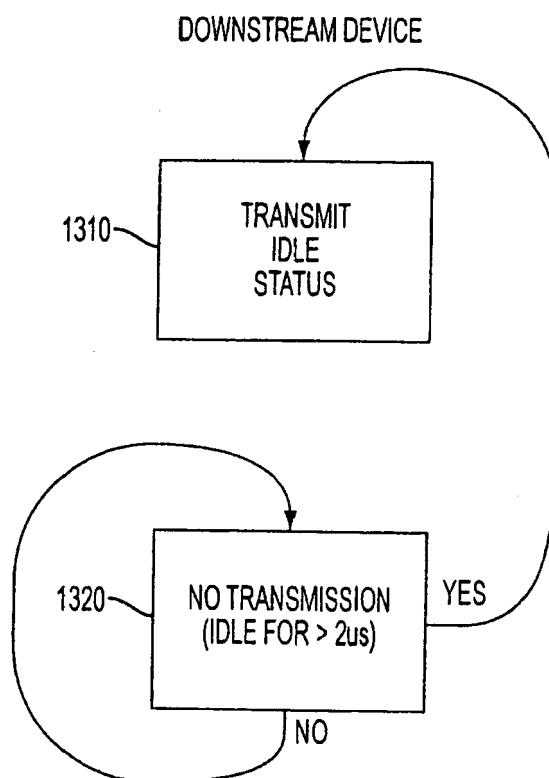 DOWNSTREAM DEVICE
1310
TRANSMIT
IDLE
STATUS
1320
NO TRANSMISSION
(IDLE FOR > 2us)
YES
NO